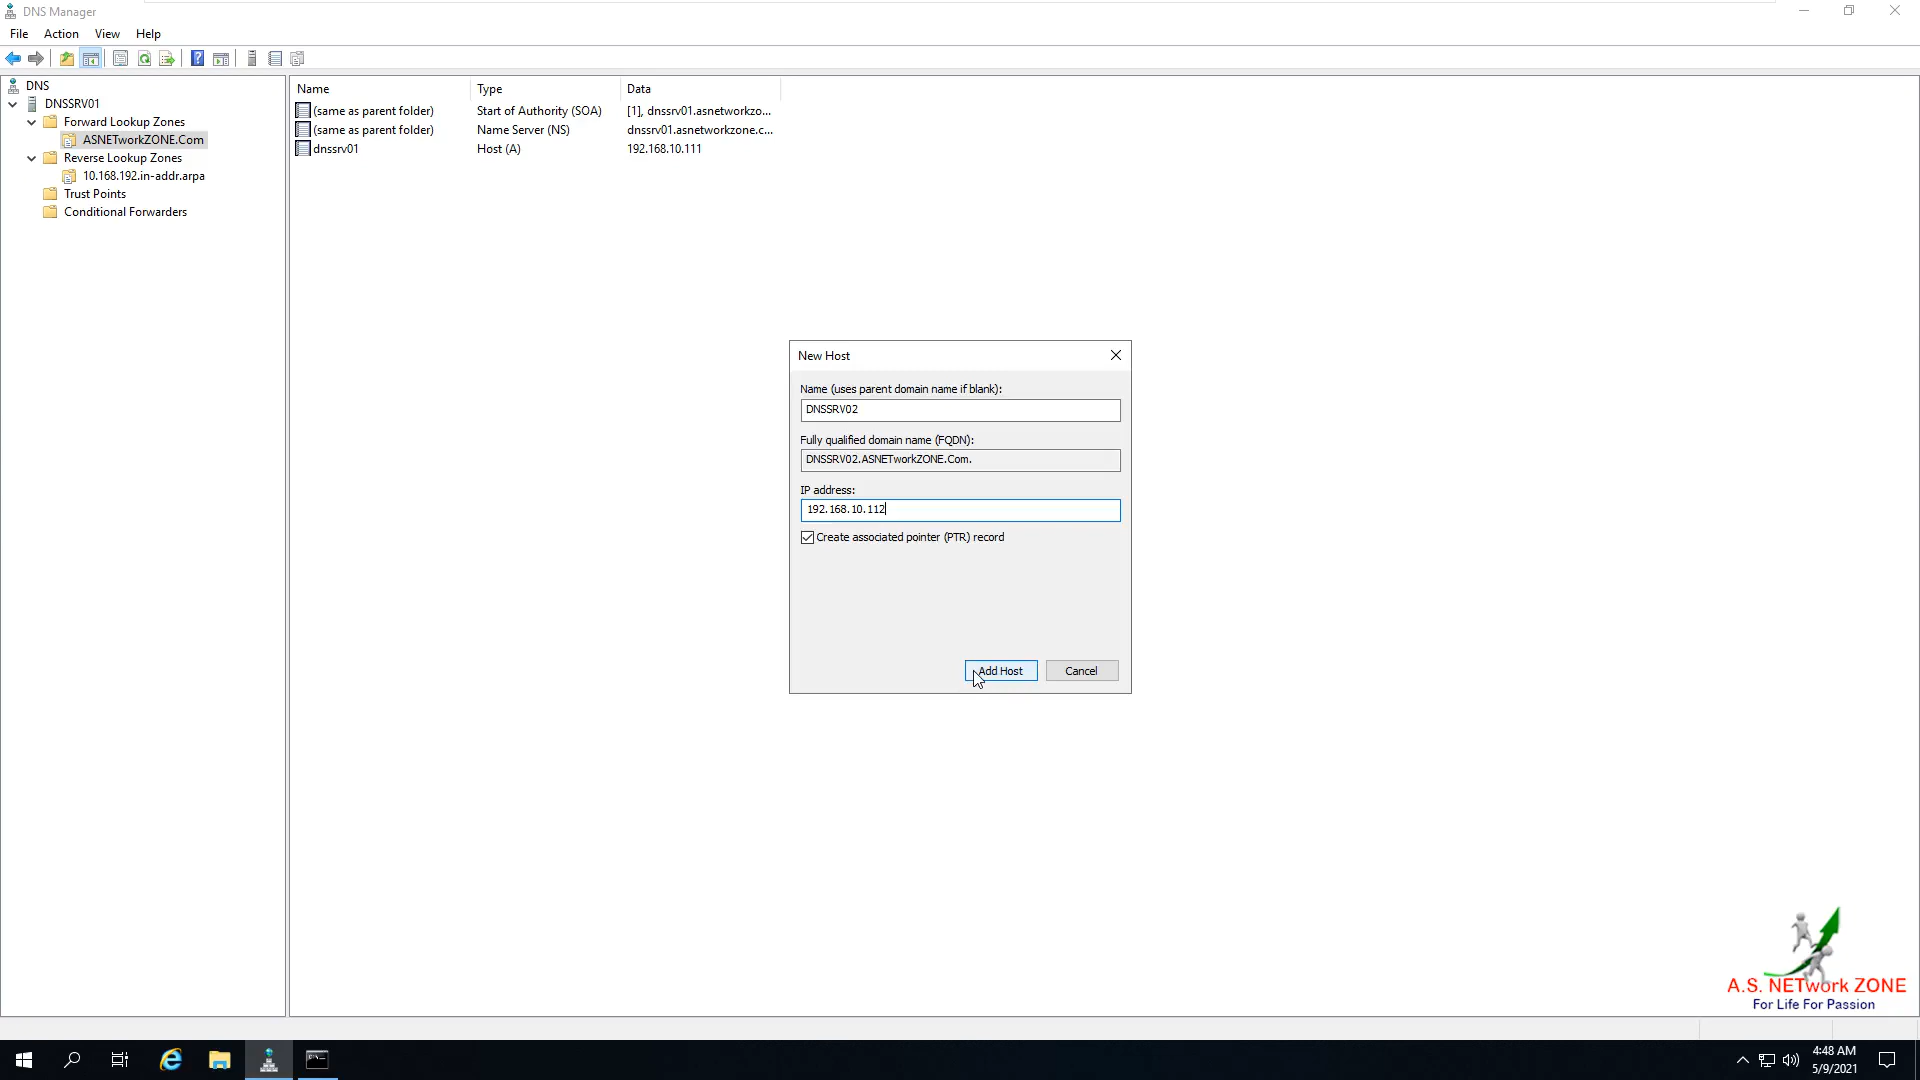 DNS Manager
File Action View Help
DNS
DNSSRV01
Forward Lookup Zones
ASNETworkZONE.Com
Reverse Lookup Zones
10.168.192.in-addr.arpa
Trust Points
Conditional Forwarders
Name Type Data
(same as parent folder) Start of Authority (SOA) [1], dnssrv01.asnetworkzo...
(same as parent folder) Name Server (NS) dnssrv01.asnetworkzone.c...
dnssrv01 Host (A) 192.168.10.111
New Host
Name (uses parent domain name if blank):
DNSSRV02
Fully qualified domain name (FQDN):
DNSSRV02.ASNETworkZONE.Com.
IP address:
192.168.10.112
Create associated pointer (PTR) record
Add Host Cancel
A.S. NETwork ZONE
For Life For Passion
4:48 AM
5/9/2021